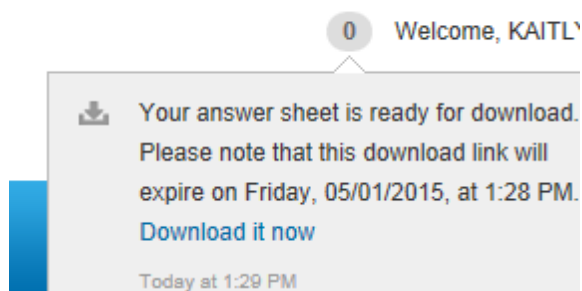 0 Welcome, KAITLY
Your answer sheet is ready for download.
Please note that this download link will
expire on Friday, 05/01/2015, at 1:28 PM.
Download it now
Today at 1:29 PM